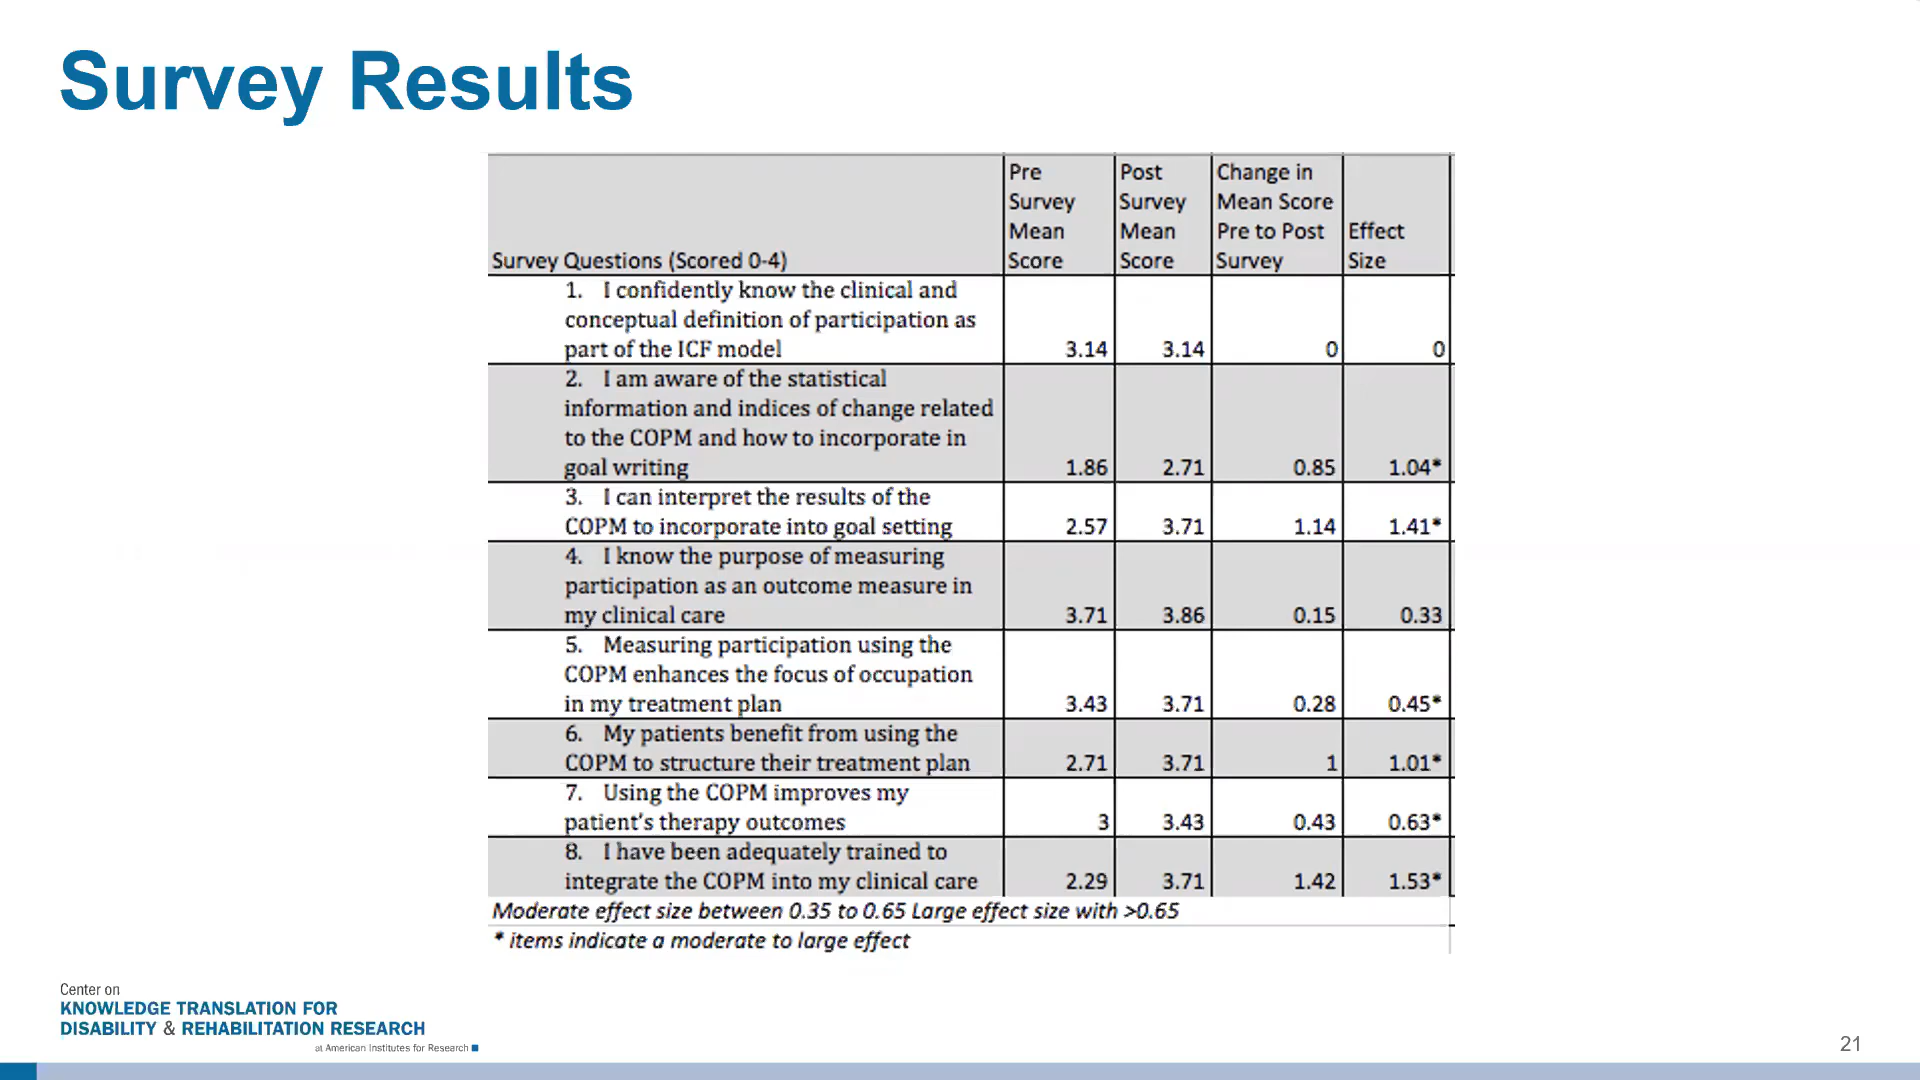 Survey Results
Survey Questions (Scored 0-4)
Pre
Survey
Mean
Score
Post
Survey
Mean
Score
Change in
Mean Score
Pre to Post
Survey
Effect
Size
1. I confidently know the clinical and
conceptual definition of participation as
part of the ICF model 3.14 3.14 0 0
2. I am aware of the statistical
information and indices of change related
to the COPM and how to incorporate in
goal writing 1.86 2.71 0.85 1.04*
3. I can interpret the results of the
COPM to incorporate into goal setting 2.57 3.71 1.14 1.41*
4. I know the purpose of measuring
participation as an outcome measure in
my clinical care 3.71 3.86 0.15 0.33
5. Measuring participation using the
COPM enhances the focus of occupation
in my treatment plan 3.43 3.71 0.28 0.45*
6. My patients benefit from using the
COPM to structure their treatment plan 2.71 3.71 1 1.01*
7. Using the COPM improves my
patient's therapy outcomes 3 3.43 0.43 0.63*
8. I have been adequately trained to
integrate the COPM into my clinical care 2.29 3.71 1.42 1.53*
Moderate effect size between 0.35 to 0.65 Large effect size with >0.65
* items indicate a moderate to large effect
Center on
KNOWLEDGE TRANSLATION FOR
DISABILITY & REHABILITATION RESEARCH
at American Institutes for Research
21